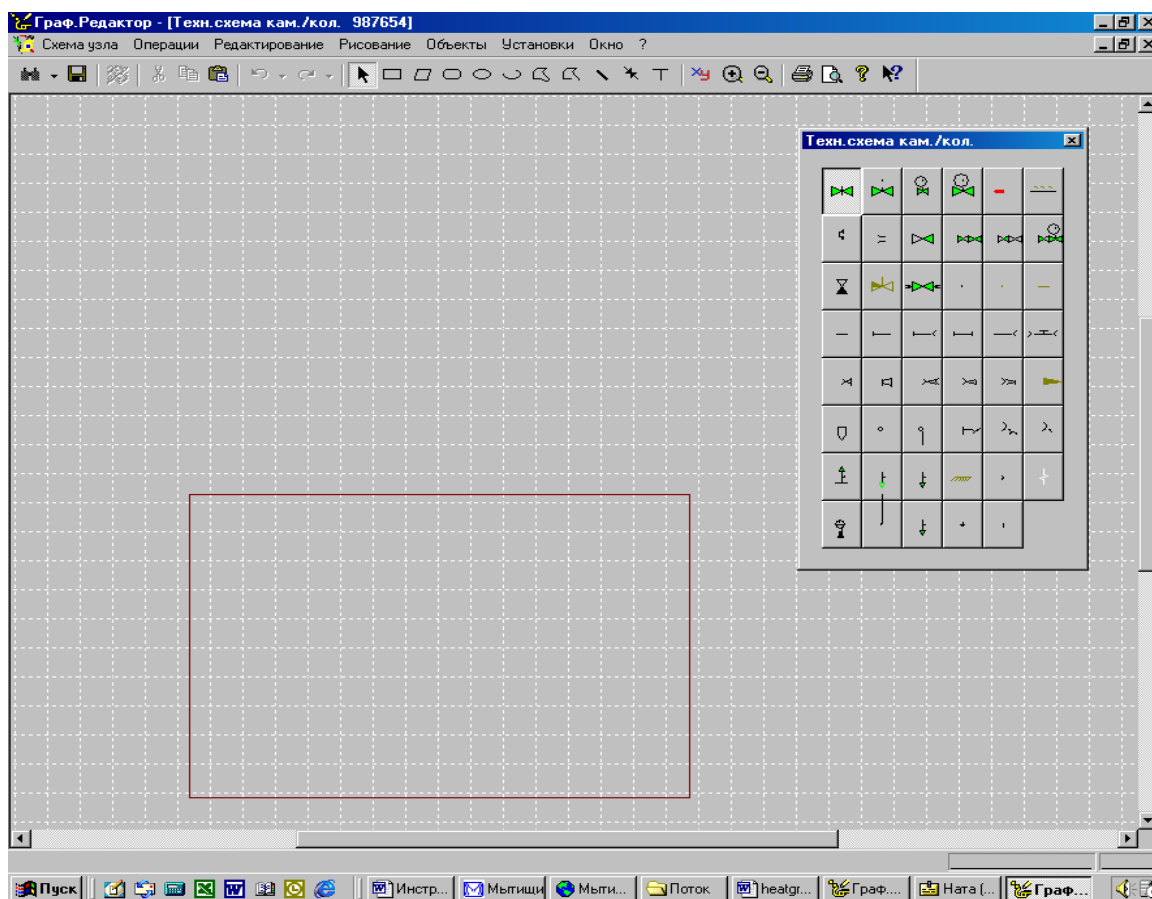 Граф.Редактор - [Техн.схема кам./кол. 987654]
Схема узла Операции Редактирование Рисование Объекты Установки Окно ?
xy
Техн.схема кам./кол.
Пуск Инстр... Мытищи Мыти... Поток heatgr... Граф.... Ната (... Граф...